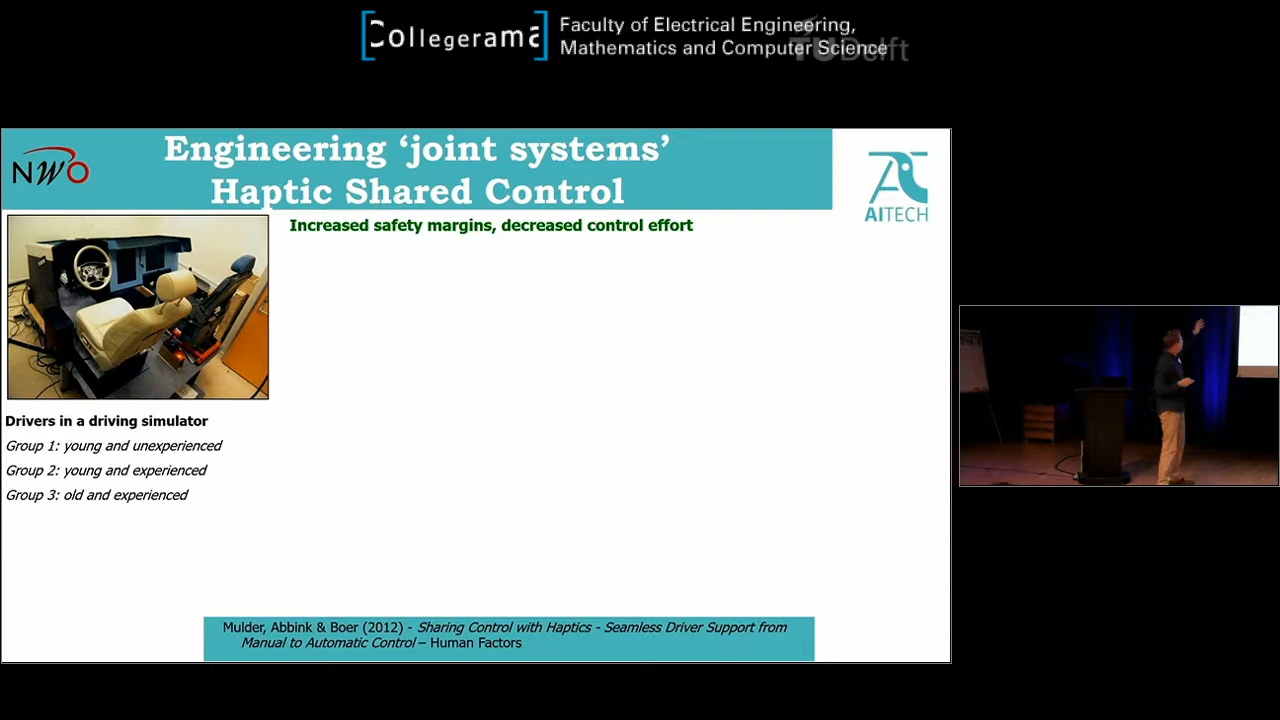 Collegerama
Faculty of Electrical Engineering,
Mathematics and Computer Science
TU Delft
NWO
Engineering ‘joint systems’
Haptic Shared Control
AITECH
Increased safety margins, decreased control effort
Drivers in a driving simulator
Group 1: young and unexperienced
Group 2: young and experienced
Group 3: old and experienced
Mulder, Abbink & Boer (2012) - Sharing Control with Haptics - Seamless Driver Support from
Manual to Automatic Control – Human Factors